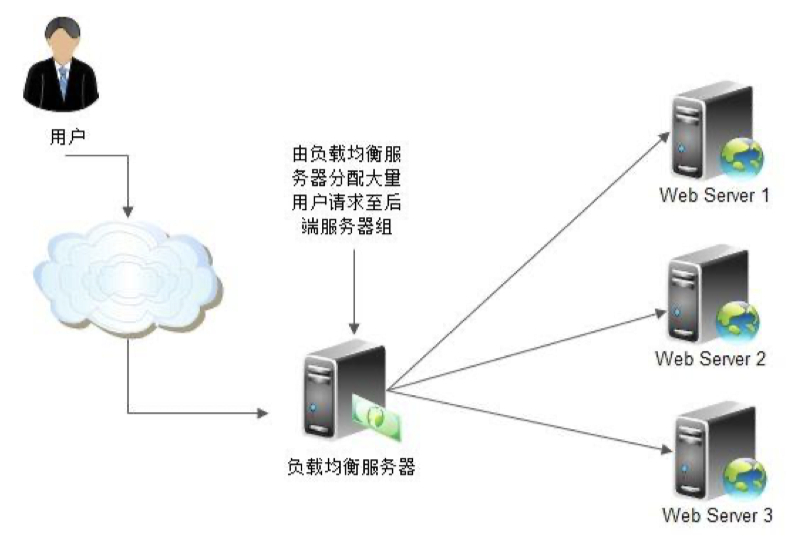 用户
由负载均衡服
务器分配大量
用户请求至后
端服务器组
Web Server 1
Web Server 2
负载均衡服务器
Web Server 3